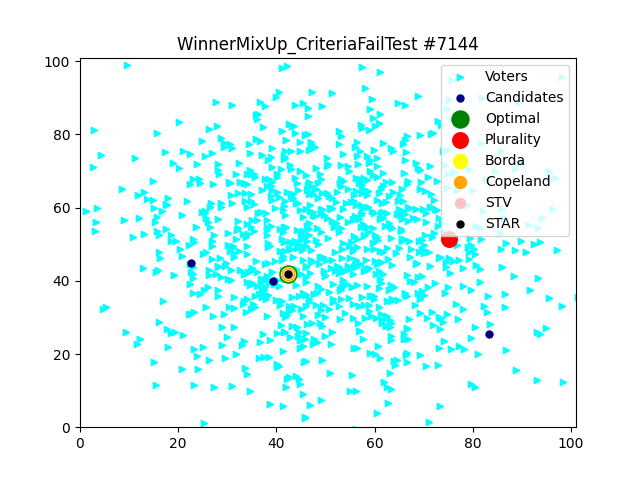 WinnerMixUp_CriteriaFailTest #7144
100
80
60
40
20
0
0 20 40 60 80 100
Voters
Candidates
Optimal
Plurality
Borda
Copeland
STV
STAR